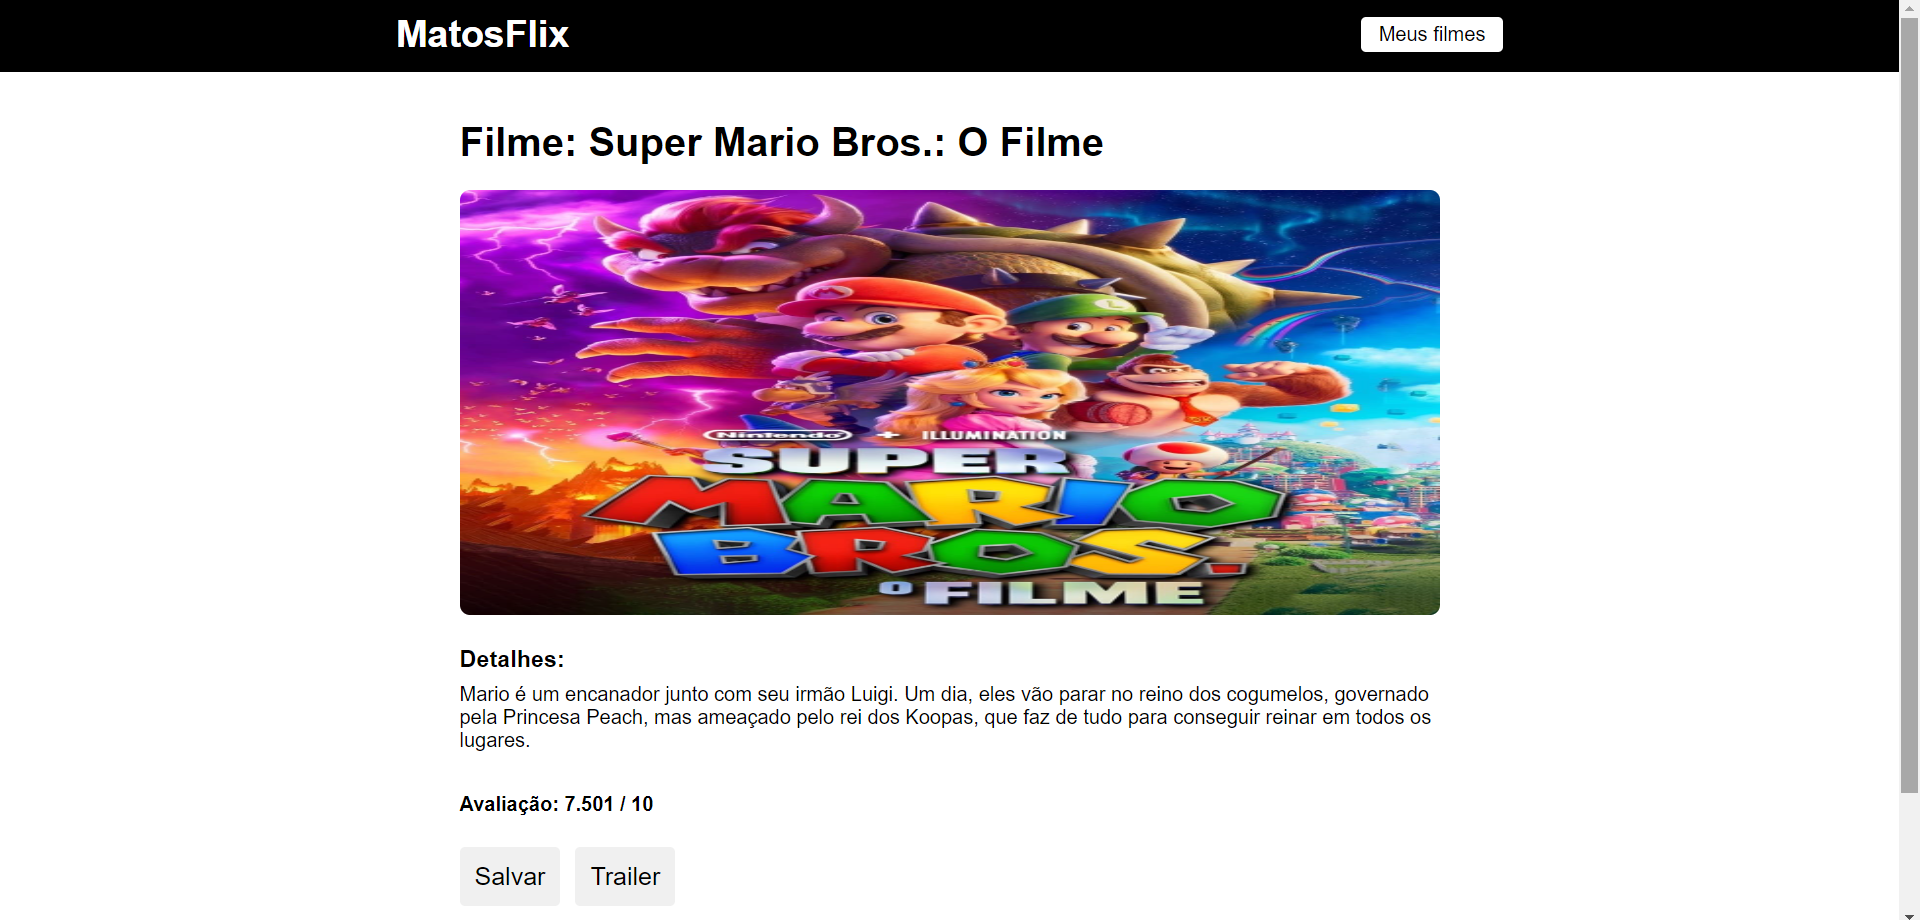 MatosFlix
Meus filmes
Filme: Super Mario Bros.: O Filme
Nintendo + ILLUMINATION
SUPER
MARIO
BROS.
O FILME
Detalhes:
Mario é um encanador junto com seu irmão Luigi. Um dia, eles vão parar no reino dos cogumelos, governado
pela Princesa Peach, mas ameaçado pelo rei dos Koopas, que faz de tudo para conseguir reinar em todos os
lugares.
Avaliação: 7.501 / 10
Salvar
Trailer